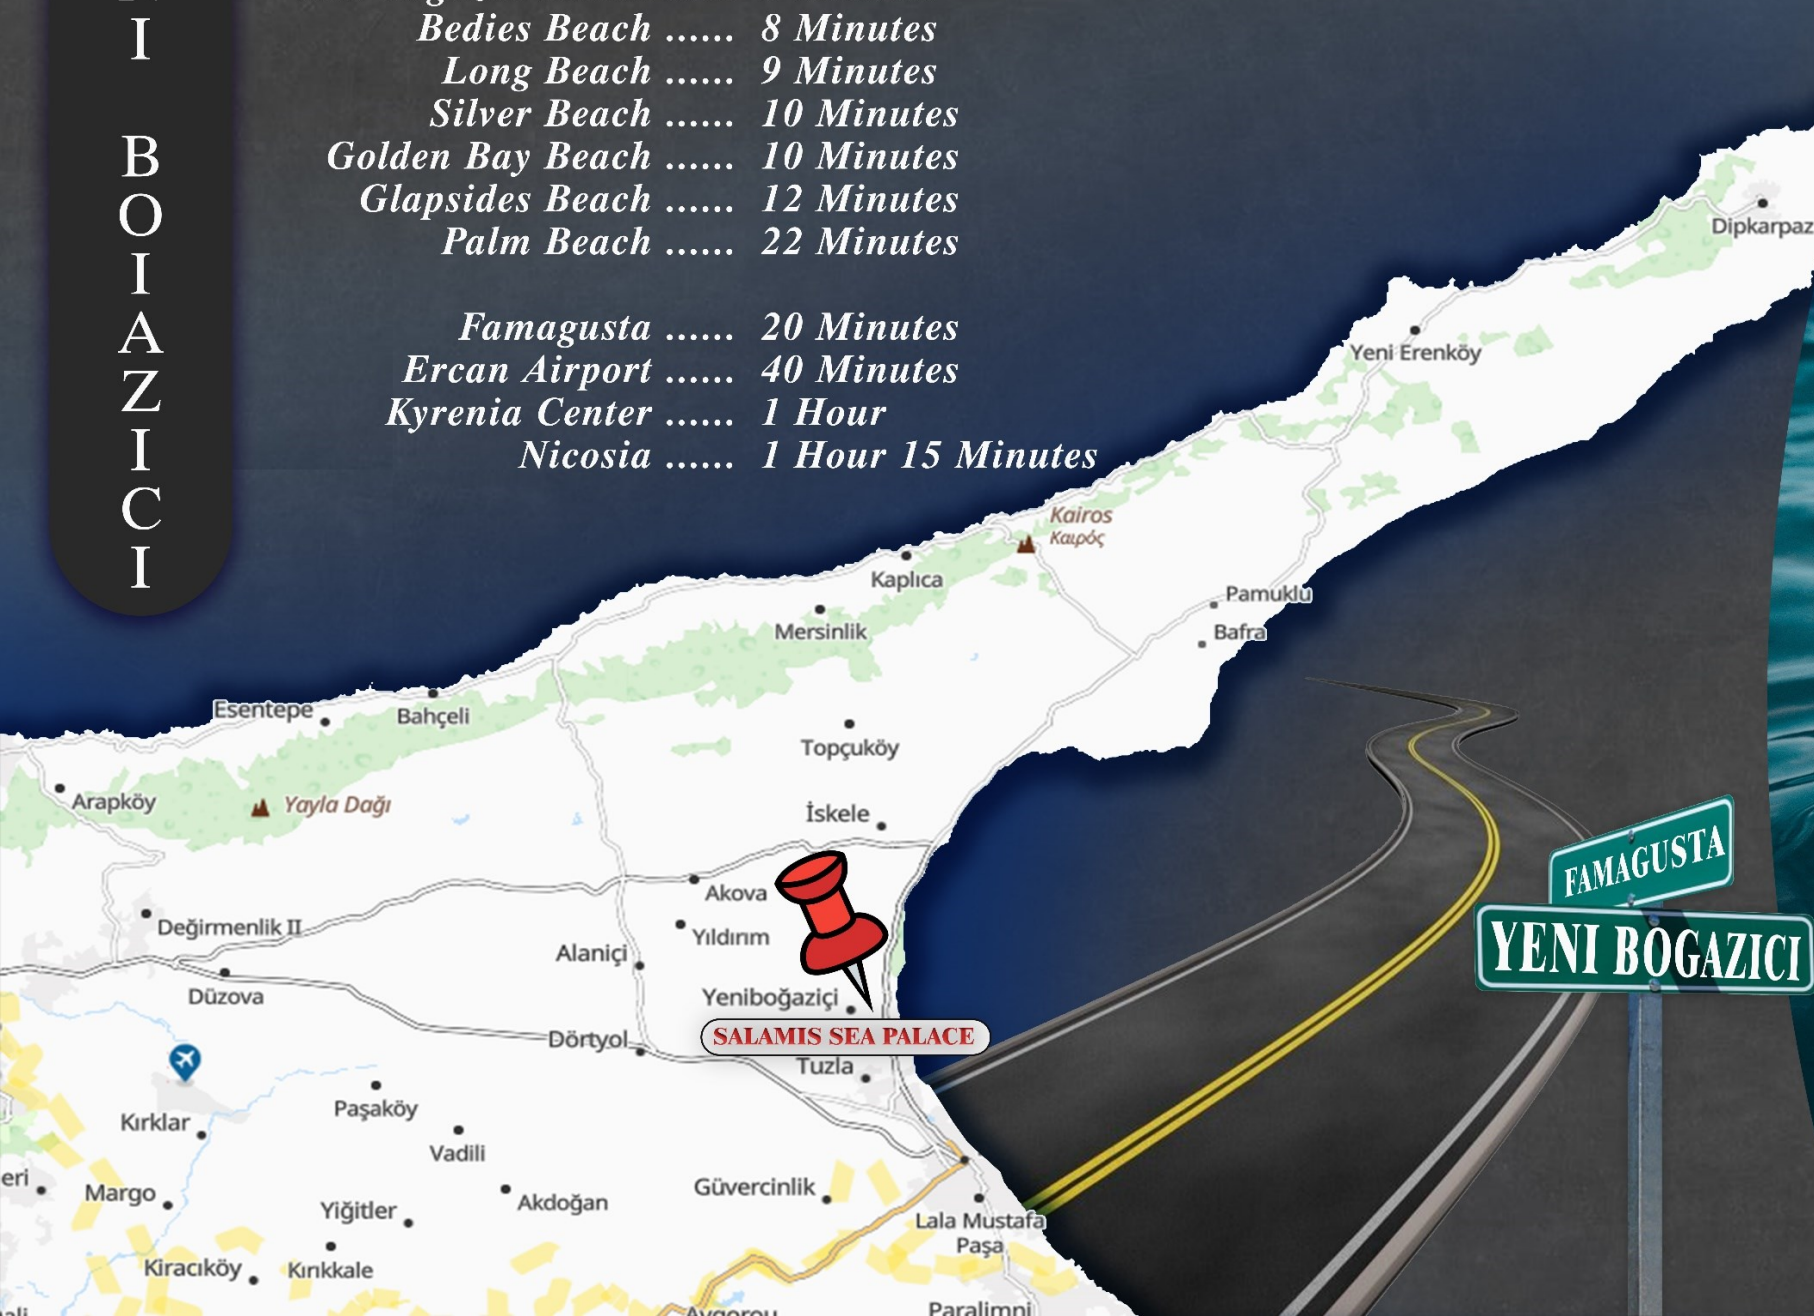 I
BOIAZICI
Bedies Beach ...... 8 Minutes
Long Beach ...... 9 Minutes
Silver Beach ...... 10 Minutes
Golden Bay Beach ...... 10 Minutes
Glapsides Beach ...... 12 Minutes
Palm Beach ...... 22 Minutes
Famagusta ...... 20 Minutes
Ercan Airport ...... 40 Minutes
Kyrenia Center ...... 1 Hour
Nicosia ...... 1 Hour 15 Minutes
Dipkarpaz
Yeni Erenköy
Kairos
Καιρός
Kaplıca
Pamuklu
Mersinlik
Bafra
Esentepe
Bahçeli
Topçuköy
Arapköy
Yayla Dağı
İskele
FAMAGUSTA
Akova
Değirmenlik II
Yıldırım
YENI BOGAZICI
Alaniçi
Düzova
Yeniboğaziçi
Dörtyol
SALAMIS SEA PALACE
Tuzla
Paşaköy
Kırklar
Vadili
eri
Margo
Güvercinlik
Akdoğan
Yiğitler
Lala Mustafa
Paşa
Kiracıköy
Kırıkkale
Paralimni